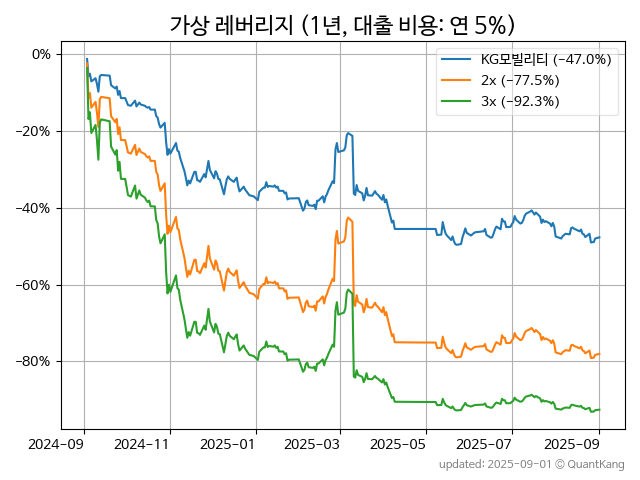 가상 레버리지 (1년, 대출 비용: 연 5%)
KG모빌리티 (−47.0%)
2x (−77.5%)
3x (−92.3%)
0%
−20%
−40%
−60%
−80%
2024-09 2024-11 2025-01 2025-03 2025-05 2025-07 2025-09
updated: 2025-09-01 © QuantKang